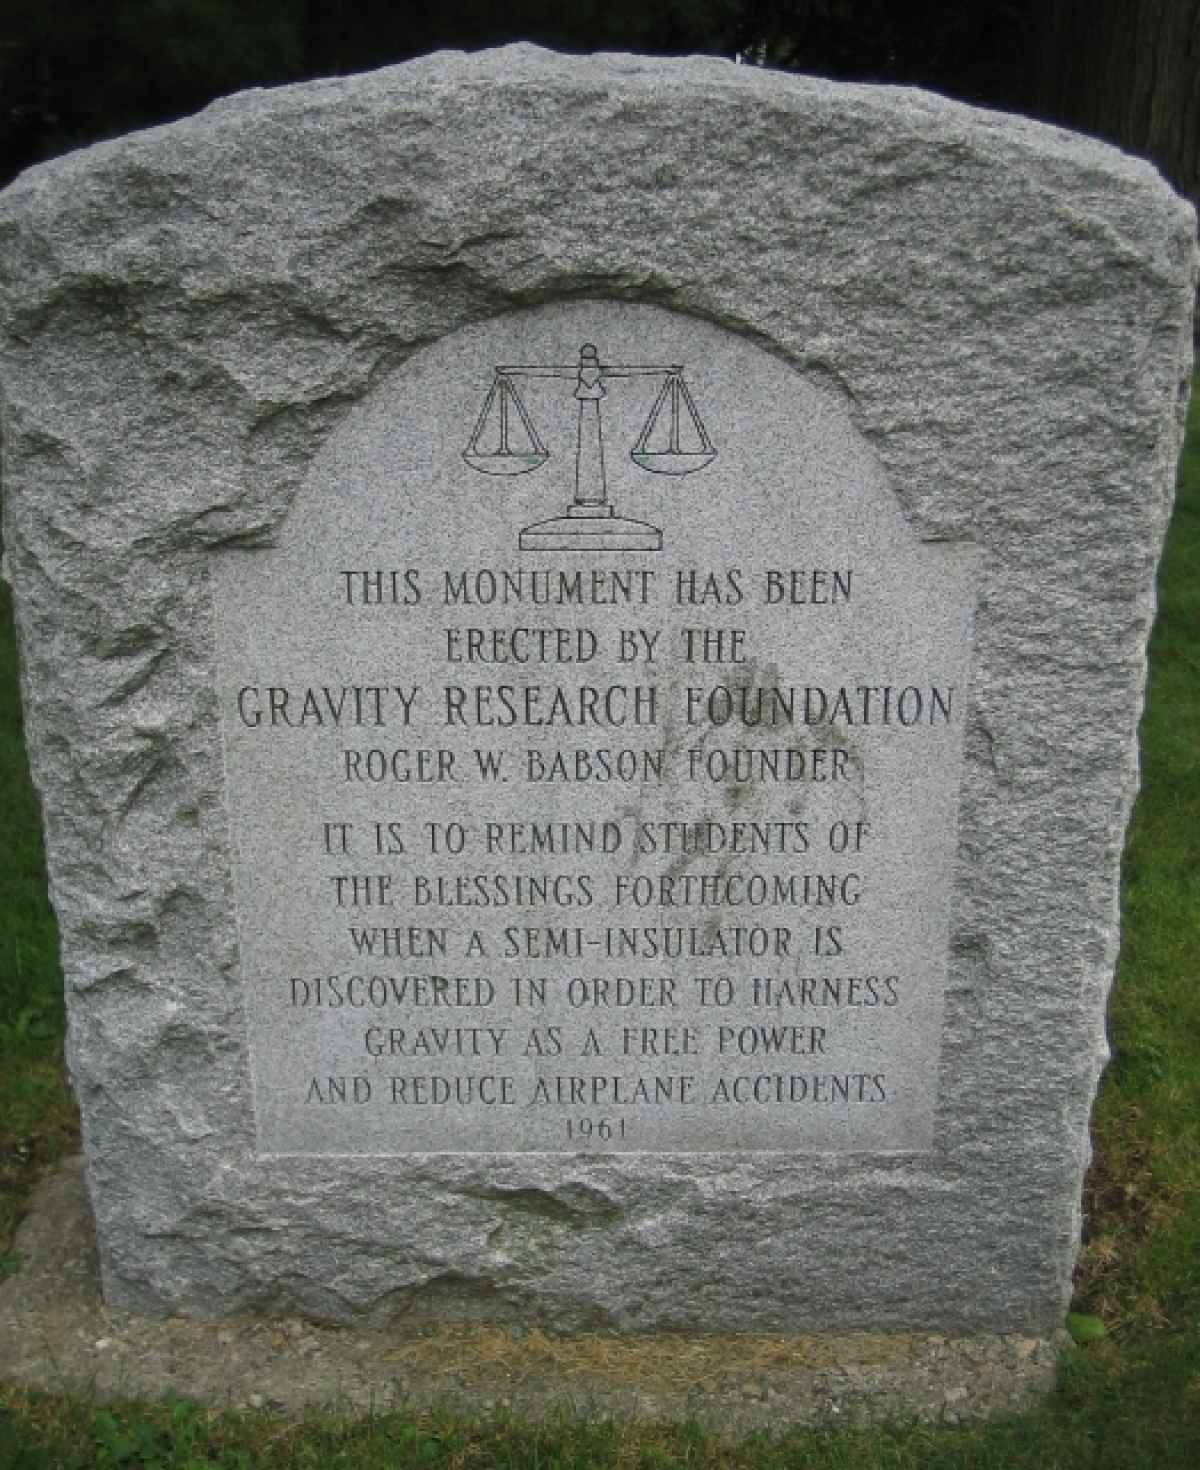 THIS MONUMENT HAS BEEN
ERECTED BY THE
GRAVITY RESEARCH FOUNDATION
ROGER W. BABSON FOUNDER
IT IS TO REMIND STUDENTS OF
THE BLESSINGS FORTHCOMING
WHEN A SEMI-INSULATOR IS
DISCOVERED IN ORDER TO HARNESS
GRAVITY AS A FREE POWER
AND REDUCE AIRPLANE ACCIDENTS
1961